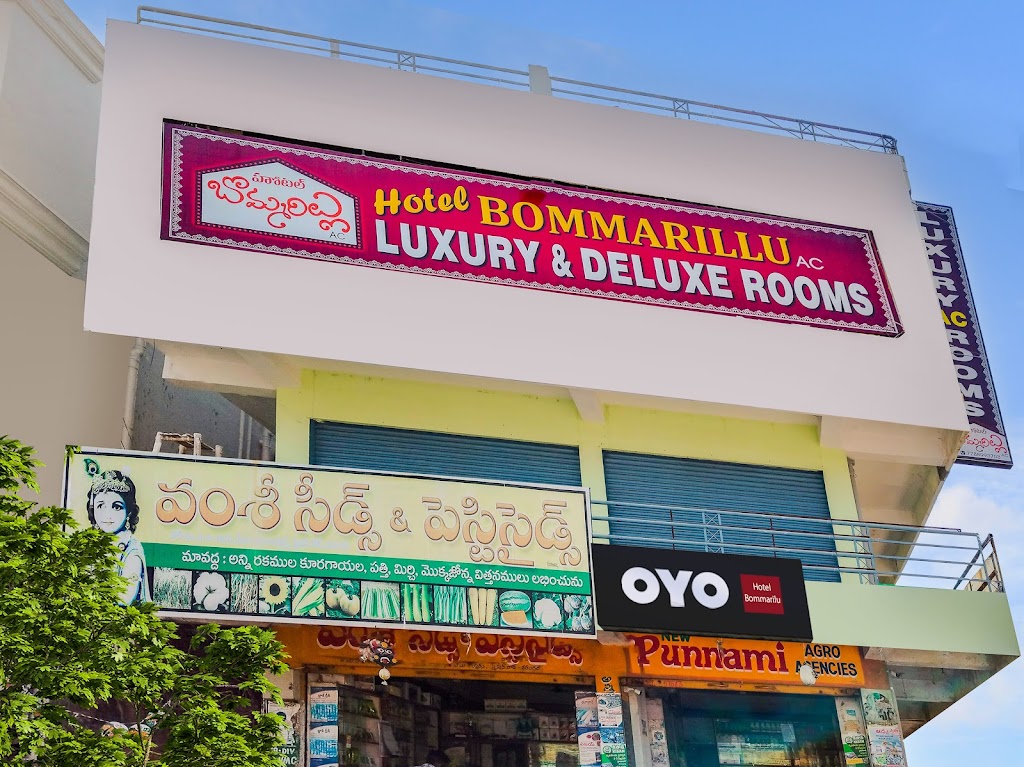 హోటల్
బొమ్మరిల్లు
AC
Hotel BOMMARILLU AC
LUXURY & DELUXE ROOMS
LUXURY
AC
ROOMS
వంశీ సీడ్స్ & పెస్టిసైడ్స్
మావద్ద : అన్ని రకముల కూరగాయల, పత్తి, మిర్చి, మొక్కజొన్న విత్తనములు లభించును
OYO
Hotel
Bommarilu
వంశీ సీడ్స్ & పెస్టిసైడ్స్
NEW
Punnami AGRO
AGENCIES